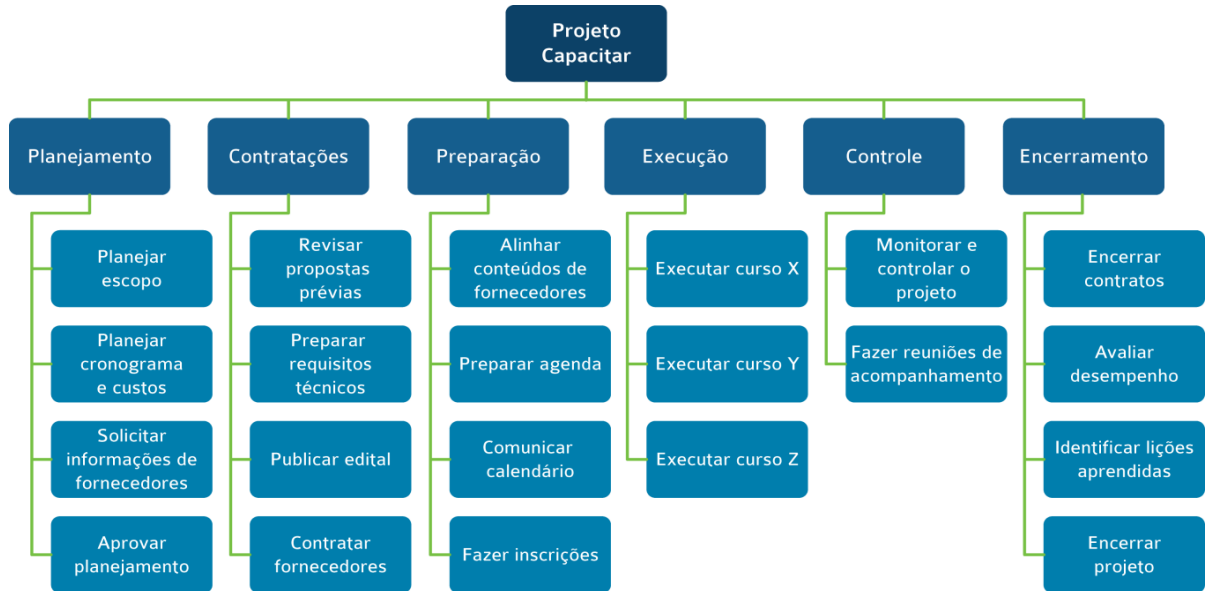 Projeto
Capacitar
Planejamento
Contratações
Preparação
Execução
Controle
Encerramento
Planejar
escopo
Planejar
cronograma
e custos
Solicitar
informações de
fornecedores
Aprovar
planejamento
Revisar
propostas
prévias
Preparar
requisitos
técnicos
Publicar edital
Contratar
fornecedores
Alinhar
conteúdos de
fornecedores
Preparar agenda
Comunicar
calendário
Fazer inscrições
Executar curso X
Executar curso Y
Executar curso Z
Monitorar e
controlar o
projeto
Fazer reuniões de
acompanhamento
Encerrar
contratos
Avaliar
desempenho
Identificar lições
aprendidas
Encerrar
projeto